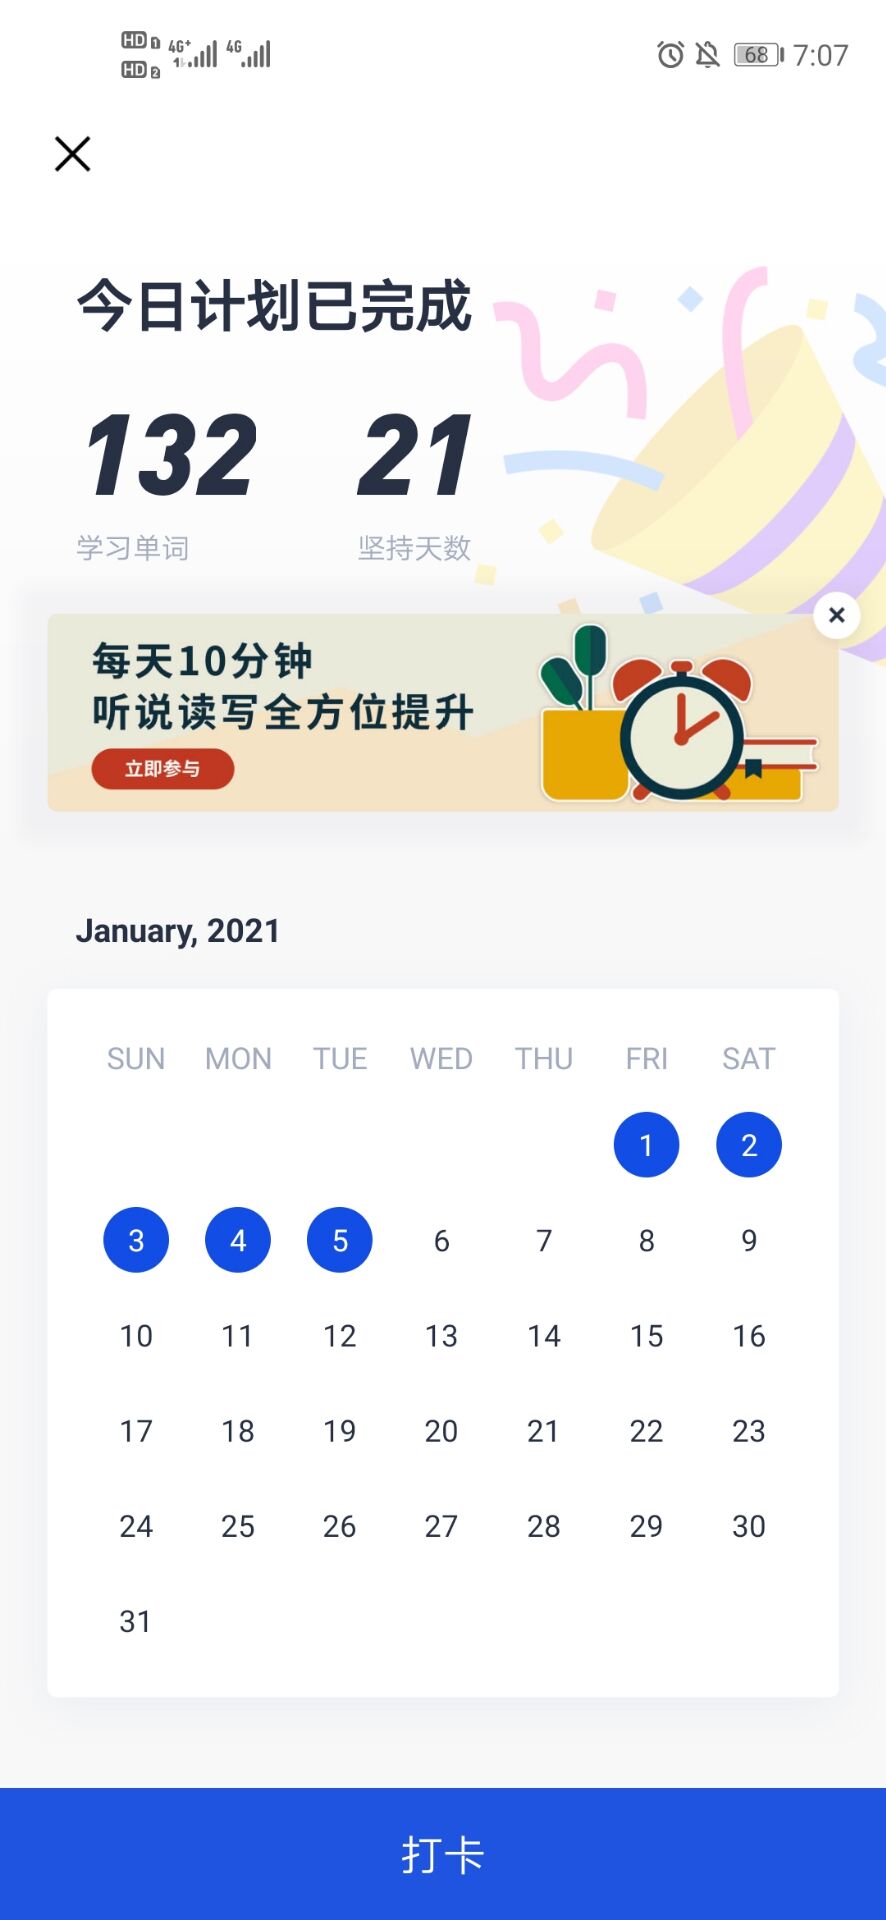 HD 1 4G+ 4G 68 7:07
HD 2
今日计划已完成
132 21
学习单词 坚持天数
每天10分钟
听说读写全方位提升
立即参与
January, 2021
SUN MON TUE WED THU FRI SAT
1 2
3 4 5 6 7 8 9
10 11 12 13 14 15 16
17 18 19 20 21 22 23
24 25 26 27 28 29 30
31
打卡